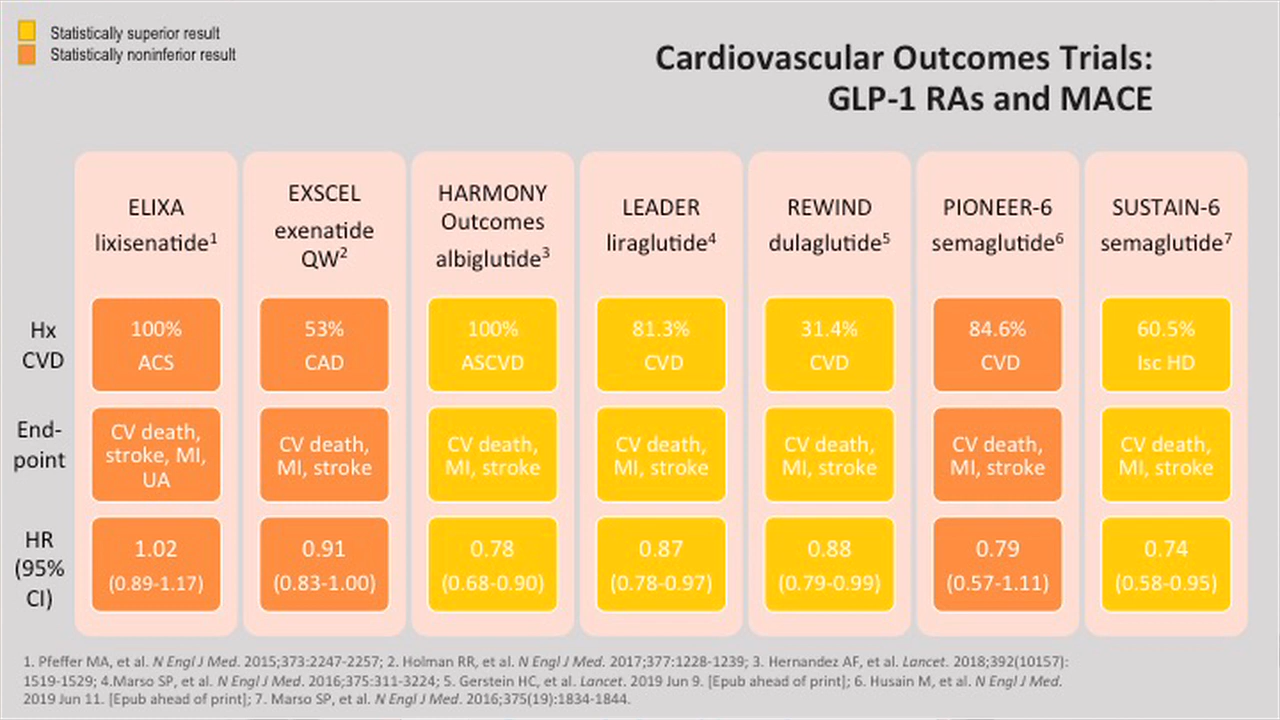 Statistically superior result
Statistically noninferior result
Cardiovascular Outcomes Trials:
GLP-1 RAs and MACE
ELIXA
lixisenatide1
EXSCEL
exenatide
QW2
HARMONY
Outcomes
albiglutide3
LEADER
liraglutide4
REWIND
dulaglutide5
PIONEER-6
semaglutide6
SUSTAIN-6
semaglutide7
Hx
CVD
100%
ACS
53%
CAD
100%
ASCVD
81.3%
CVD
31.4%
CVD
84.6%
CVD
60.5%
Isc HD
End-
point
CV death,
stroke, MI,
UA
CV death,
MI, stroke
CV death,
MI, stroke
CV death,
MI, stroke
CV death,
MI, stroke
CV death,
MI, stroke
CV death,
MI, stroke
HR
(95%
CI)
1.02
(0.89-1.17)
0.91
(0.83-1.00)
0.78
(0.68-0.90)
0.87
(0.78-0.97)
0.88
(0.79-0.99)
0.79
(0.57-1.11)
0.74
(0.58-0.95)
1. Pfeffer MA, et al. N Engl J Med. 2015;373:2247-2257; 2. Holman RR, et al. N Engl J Med. 2017;377:1228-1239; 3. Hernandez AF, et al. Lancet. 2018;392(10157):
1519-1529; 4.Marso SP, et al. N Engl J Med. 2016;375:311-3224; 5. Gerstein HC, et al. Lancet. 2019 Jun 9. [Epub ahead of print]; 6. Husain M, et al. N Engl J Med.
2019 Jun 11. [Epub ahead of print]; 7. Marso SP, et al. N Engl J Med. 2016;375(19):1834-1844.